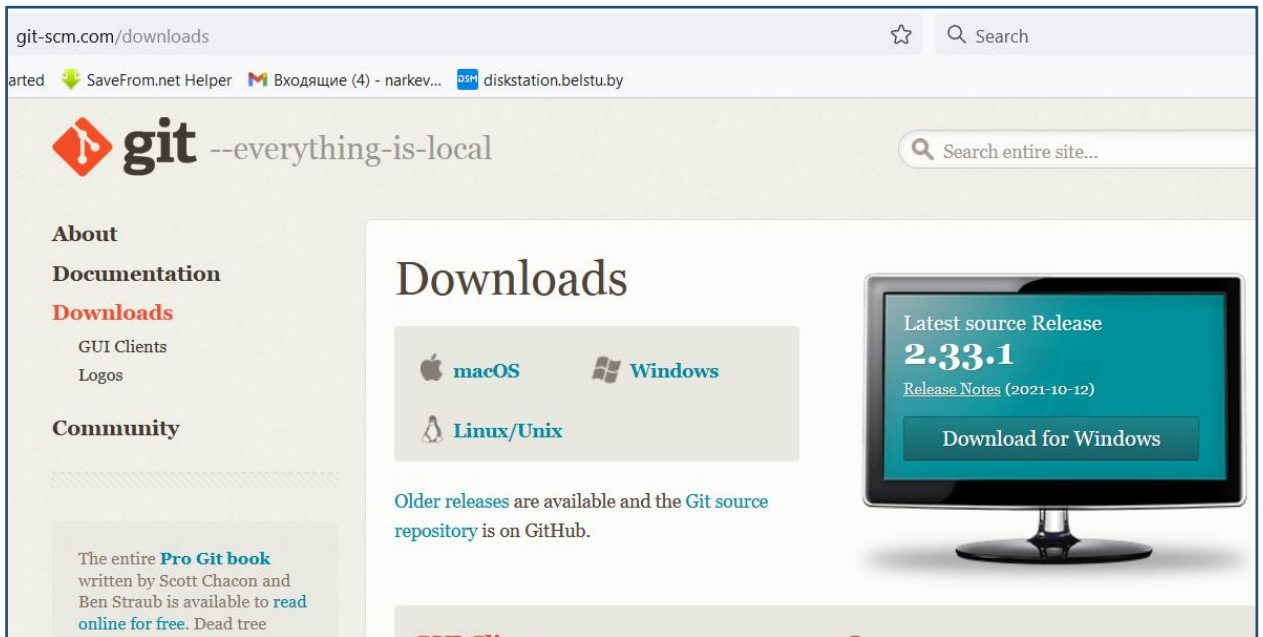 git-scm.com/downloads
Search
arted SaveFrom.net Helper Входящие (4) - narkev... DSM diskstation.belstu.by
git --everything-is-local
Search entire site...
About
Documentation
Downloads
GUI Clients
Logos
Community
The entire Pro Git book
written by Scott Chacon and
Ben Straub is available to read
online for free. Dead tree
Downloads
macOS Windows
Linux/Unix
Older releases are available and the Git source
repository is on GitHub.
Latest source Release
2.33.1
Release Notes (2021-10-12)
Download for Windows